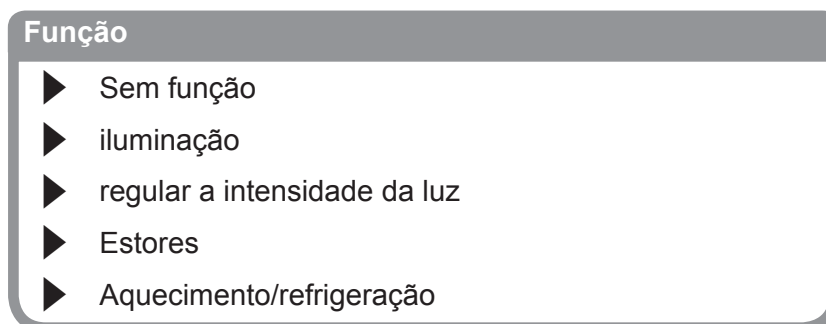 Função
Sem função
iluminação
regular a intensidade da luz
Estores
Aquecimento/refrigeração